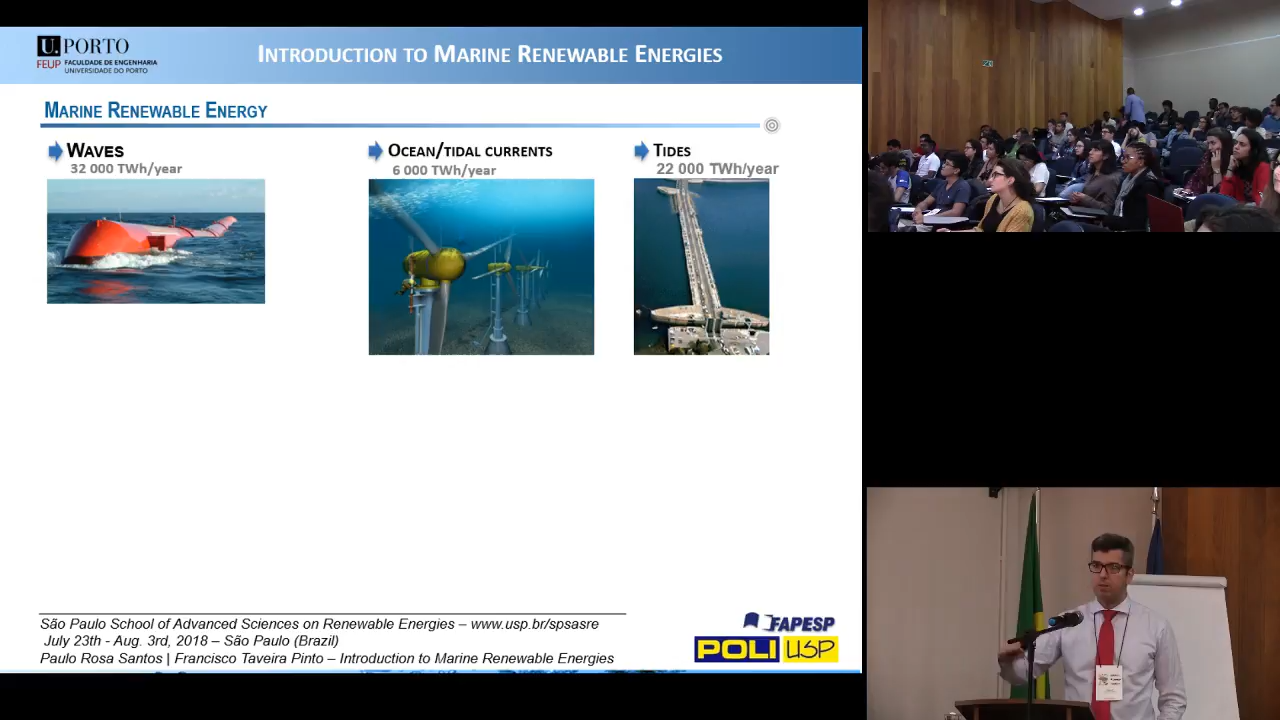 U.PORTO
FEUP FACULDADE DE ENGENHARIA
UNIVERSIDADE DO PORTO
INTRODUCTION TO MARINE RENEWABLE ENERGIES
MARINE RENEWABLE ENERGY
WAVES
32 000 TWh/year
OCEAN/TIDAL CURRENTS
6 000 TWh/year
TIDES
22 000 TWh/year
São Paulo School of Advanced Sciences on Renewable Energies – www.usp.br/spsasre
July 23th - Aug. 3rd, 2018 – São Paulo (Brazil)
Paulo Rosa Santos | Francisco Taveira Pinto – Introduction to Marine Renewable Energies
FAPESP
POLI USP